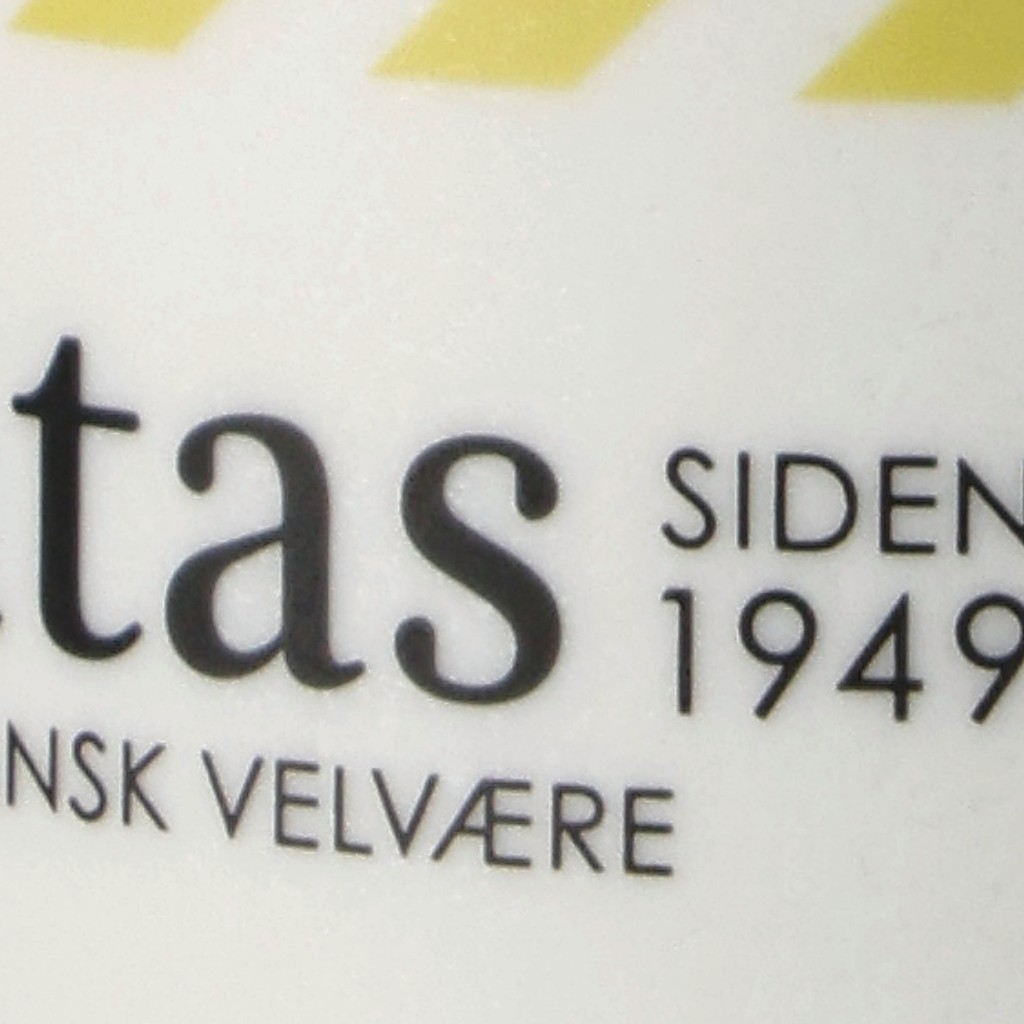 tas
SIDEN
1949
NSK VELVÆRE